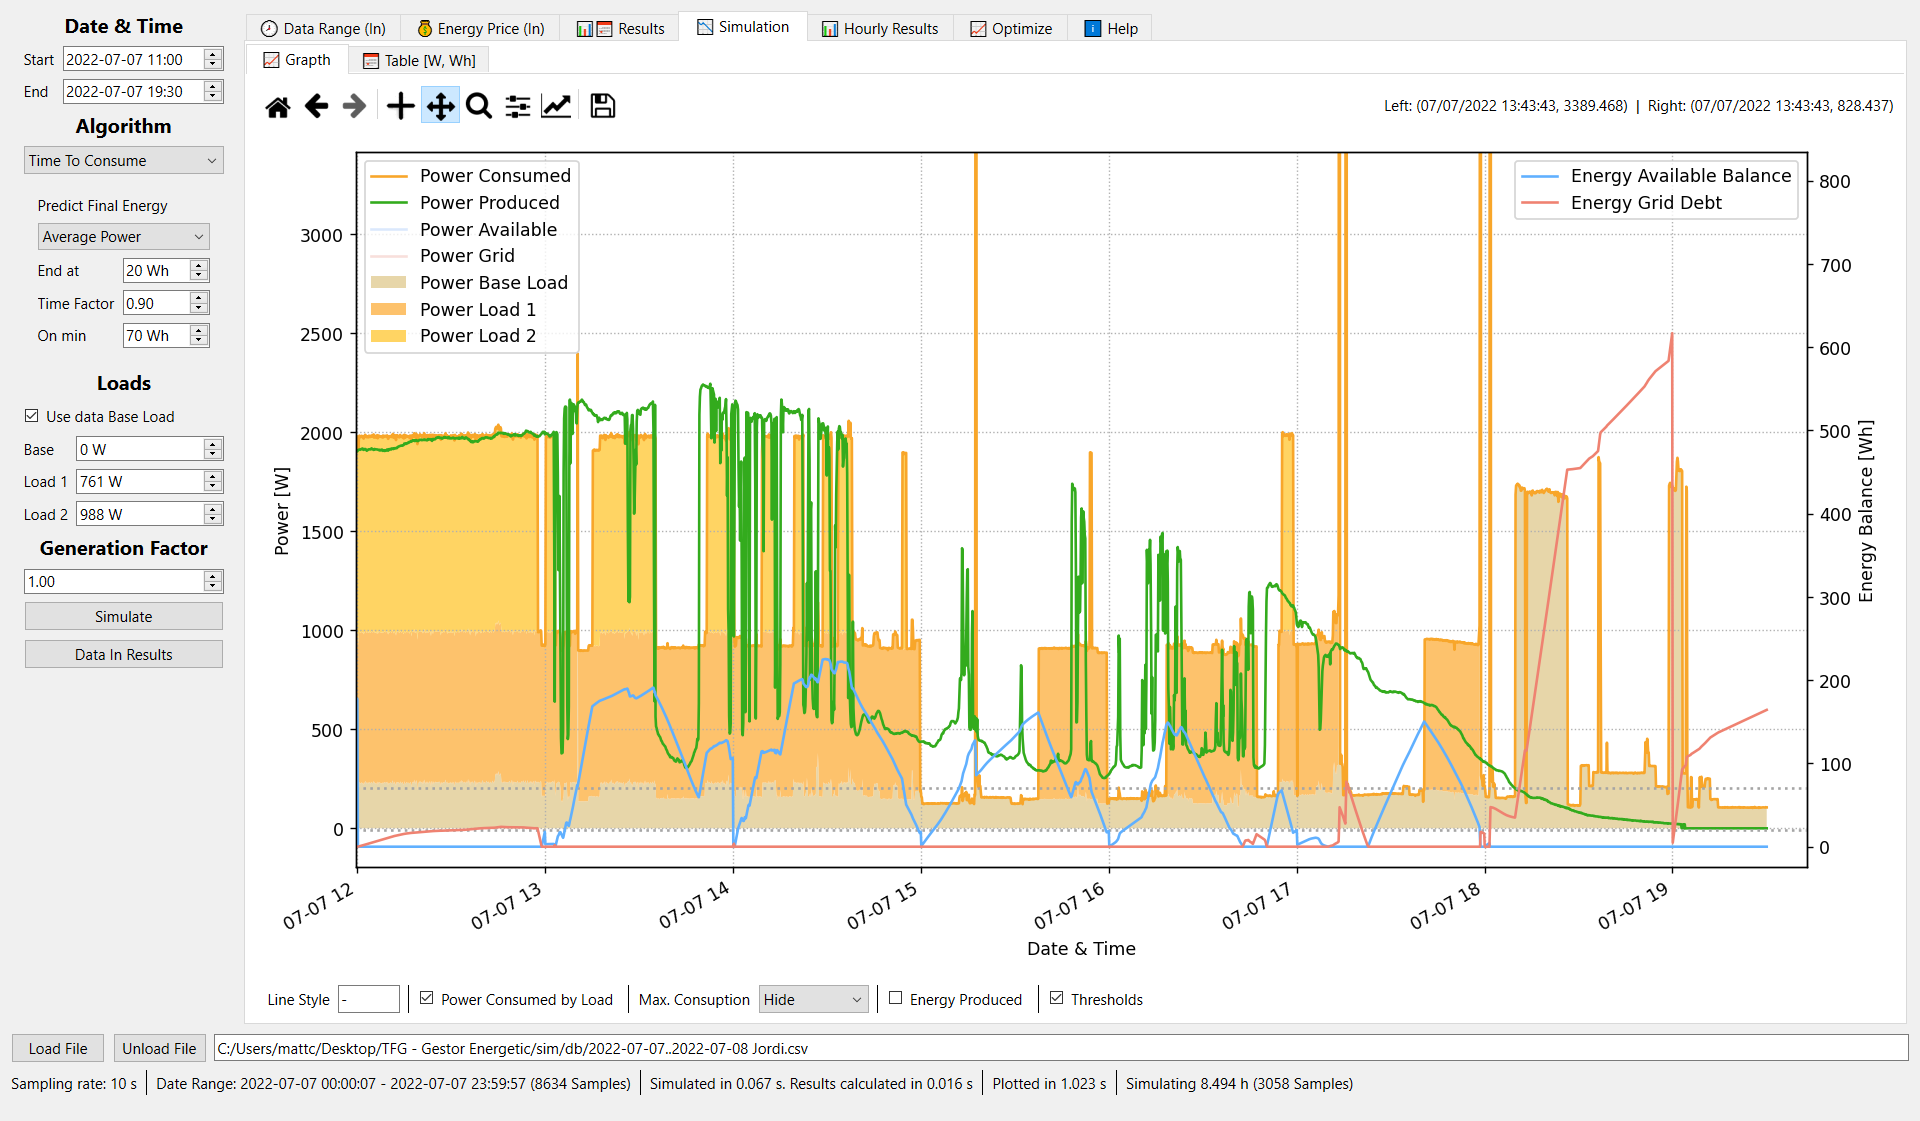 Date & Time
Start 2022-07-07 11:00
End 2022-07-07 19:30
Algorithm
Time To Consume
Predict Final Energy
Average Power
End at 20 Wh
Time Factor 0.90
On min 70 Wh
Loads
Use data Base Load
Base 0 W
Load 1 761 W
Load 2 988 W
Generation Factor
1.00
Simulate
Data In Results
Data Range (In) Energy Price (In) Results Simulation Hourly Results Optimize Help
Graph Table [W, Wh]
Left: (07/07/2022 13:43:43, 3389.468) | Right: (07/07/2022 13:43:43, 828.437)
Power Consumed
Power Produced
Power Available
Power Grid
Power Base Load
Power Load 1
Power Load 2
Energy Available Balance
Energy Grid Debt
Power [W]
3000
2500
2000
1500
1000
500
0
Energy Balance [Wh]
800
700
600
500
400
300
200
100
0
07-07 12 07-07 13 07-07 14 07-07 15 07-07 16 07-07 17 07-07 18 07-07 19
Date & Time
Line Style - Power Consumed by Load Max. Consuption Hide Energy Produced Thresholds
Load File Unload File C:/Users/mattc/Desktop/TFG - Gestor Energetic/sim/db/2022-07-07..2022-07-08 Jordi.csv
Sampling rate: 10 s Date Range: 2022-07-07 00:00:07 - 2022-07-07 23:59:57 (8634 Samples) Simulated in 0.067 s. Results calculated in 0.016 s Plotted in 1.023 s Simulating 8.494 h (3058 Samples)